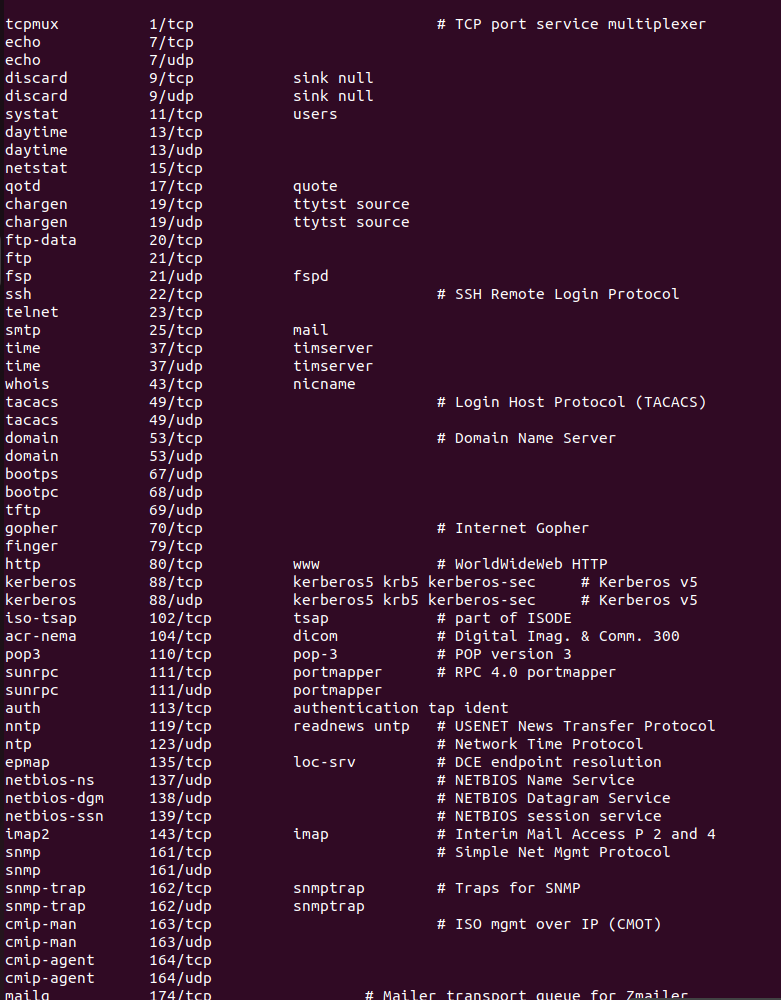 tcpmux 1/tcp # TCP port service multiplexer
echo 7/tcp
echo 7/udp
discard 9/tcp sink null
discard 9/udp sink null
systat 11/tcp users
daytime 13/tcp
daytime 13/udp
netstat 15/tcp
qotd 17/tcp quote
chargen 19/tcp ttytst source
chargen 19/udp ttytst source
ftp-data 20/tcp
ftp 21/tcp
fsp 21/udp fspd
ssh 22/tcp # SSH Remote Login Protocol
telnet 23/tcp
smtp 25/tcp mail
time 37/tcp timserver
time 37/udp timserver
whois 43/tcp nicname
tacacs 49/tcp # Login Host Protocol (TACACS)
tacacs 49/udp
domain 53/tcp # Domain Name Server
domain 53/udp
bootps 67/udp
bootpc 68/udp
tftp 69/udp
gopher 70/tcp # Internet Gopher
finger 79/tcp
http 80/tcp www # WorldWideWeb HTTP
kerberos 88/tcp kerberos5 krb5 kerberos-sec # Kerberos v5
kerberos 88/udp kerberos5 krb5 kerberos-sec # Kerberos v5
iso-tsap 102/tcp tsap # part of ISODE
acr-nema 104/tcp dicom # Digital Imag. & Comm. 300
pop3 110/tcp pop-3 # POP version 3
sunrpc 111/tcp portmapper # RPC 4.0 portmapper
sunrpc 111/udp portmapper
auth 113/tcp authentication tap ident
nntp 119/tcp readnews untp # USENET News Transfer Protocol
ntp 123/udp # Network Time Protocol
epmap 135/tcp loc-srv # DCE endpoint resolution
netbios-ns 137/udp # NETBIOS Name Service
netbios-dgm 138/udp # NETBIOS Datagram Service
netbios-ssn 139/tcp # NETBIOS session service
imap2 143/tcp imap # Interim Mail Access P 2 and 4
snmp 161/tcp # Simple Net Mgmt Protocol
snmp 161/udp
snmp-trap 162/tcp snmptrap # Traps for SNMP
snmp-trap 162/udp snmptrap
cmip-man 163/tcp # ISO mgmt over IP (CMOT)
cmip-man 163/udp
cmip-agent 164/tcp
cmip-agent 164/udp
mailq 174/tcp # Mailer transport queue for Zmailer